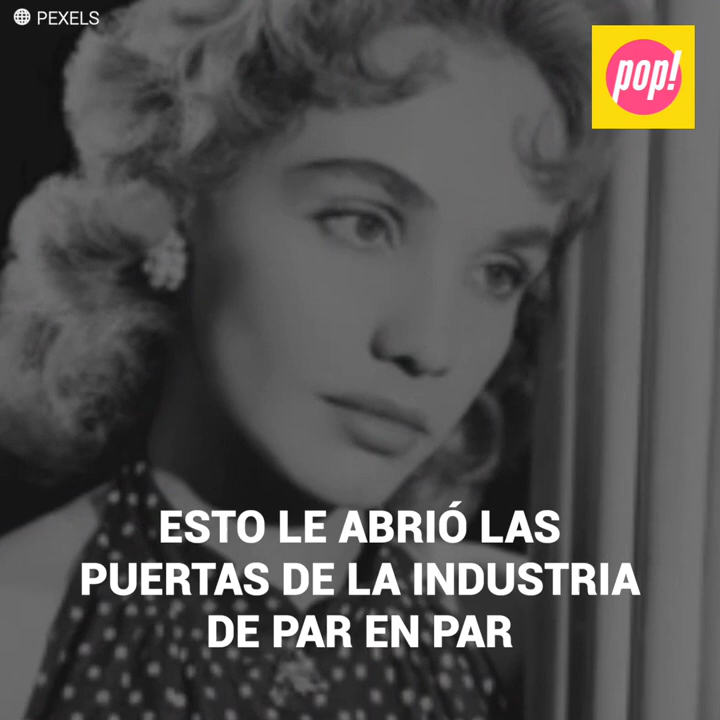 PEXELS
pop!
ESTO LE ABRIÓ LAS
PUERTAS DE LA INDUSTRIA
DE PAR EN PAR